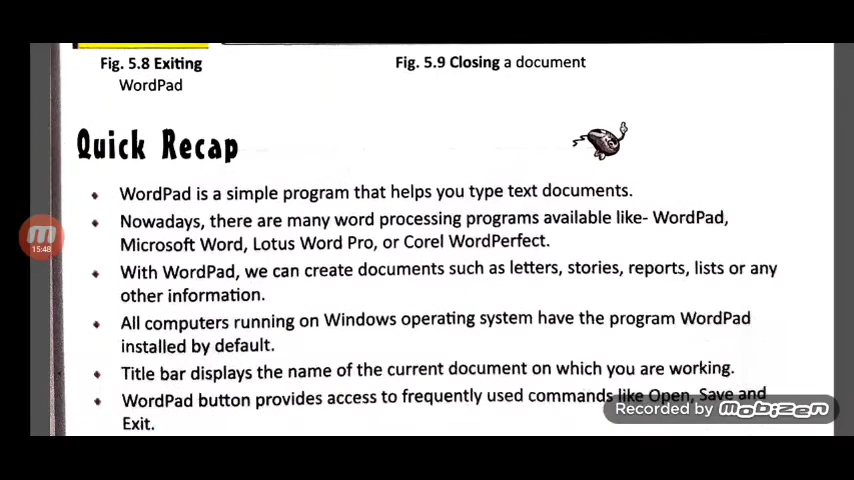 Fig. 5.8 Exiting
WordPad
Fig. 5.9 Closing a document
Quick Recap
WordPad is a simple program that helps you type text documents.
Nowadays, there are many word processing programs available like- WordPad,
Microsoft Word, Lotus Word Pro, or Corel WordPerfect.
With WordPad, we can create documents such as letters, stories, reports, lists or any
other information.
All computers running on Windows operating system have the program WordPad
installed by default.
Title bar displays the name of the current document on which you are working.
WordPad button provides access to frequently used commands like Open, Save and
Exit.
15:48
Recorded by mobizen